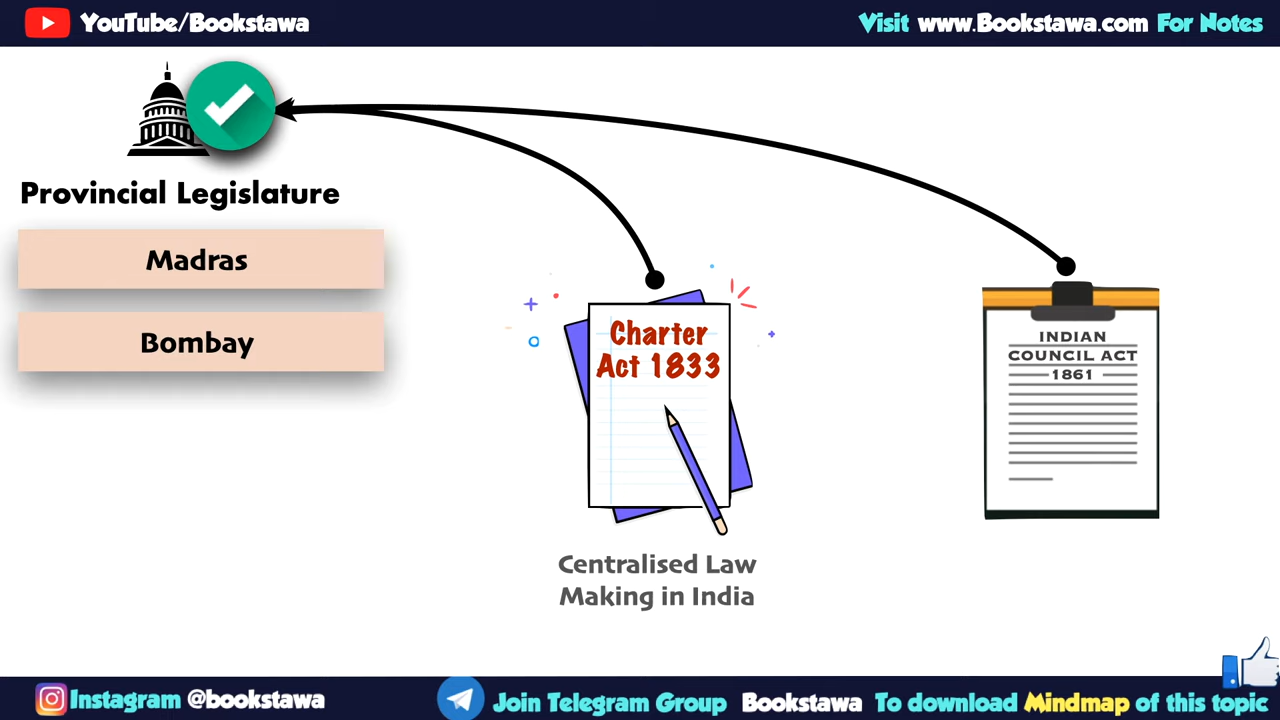 YouTube/Bookstawa
Visit www.Bookstawa.com For Notes
Provincial Legislature
Madras
Bombay
Charter
Act 1833
Centralised Law
Making in India
INDIAN
COUNCIL ACT
1861
Instagram @bookstawa
Join Telegram Group Bookstawa To download Mindmap of this topic